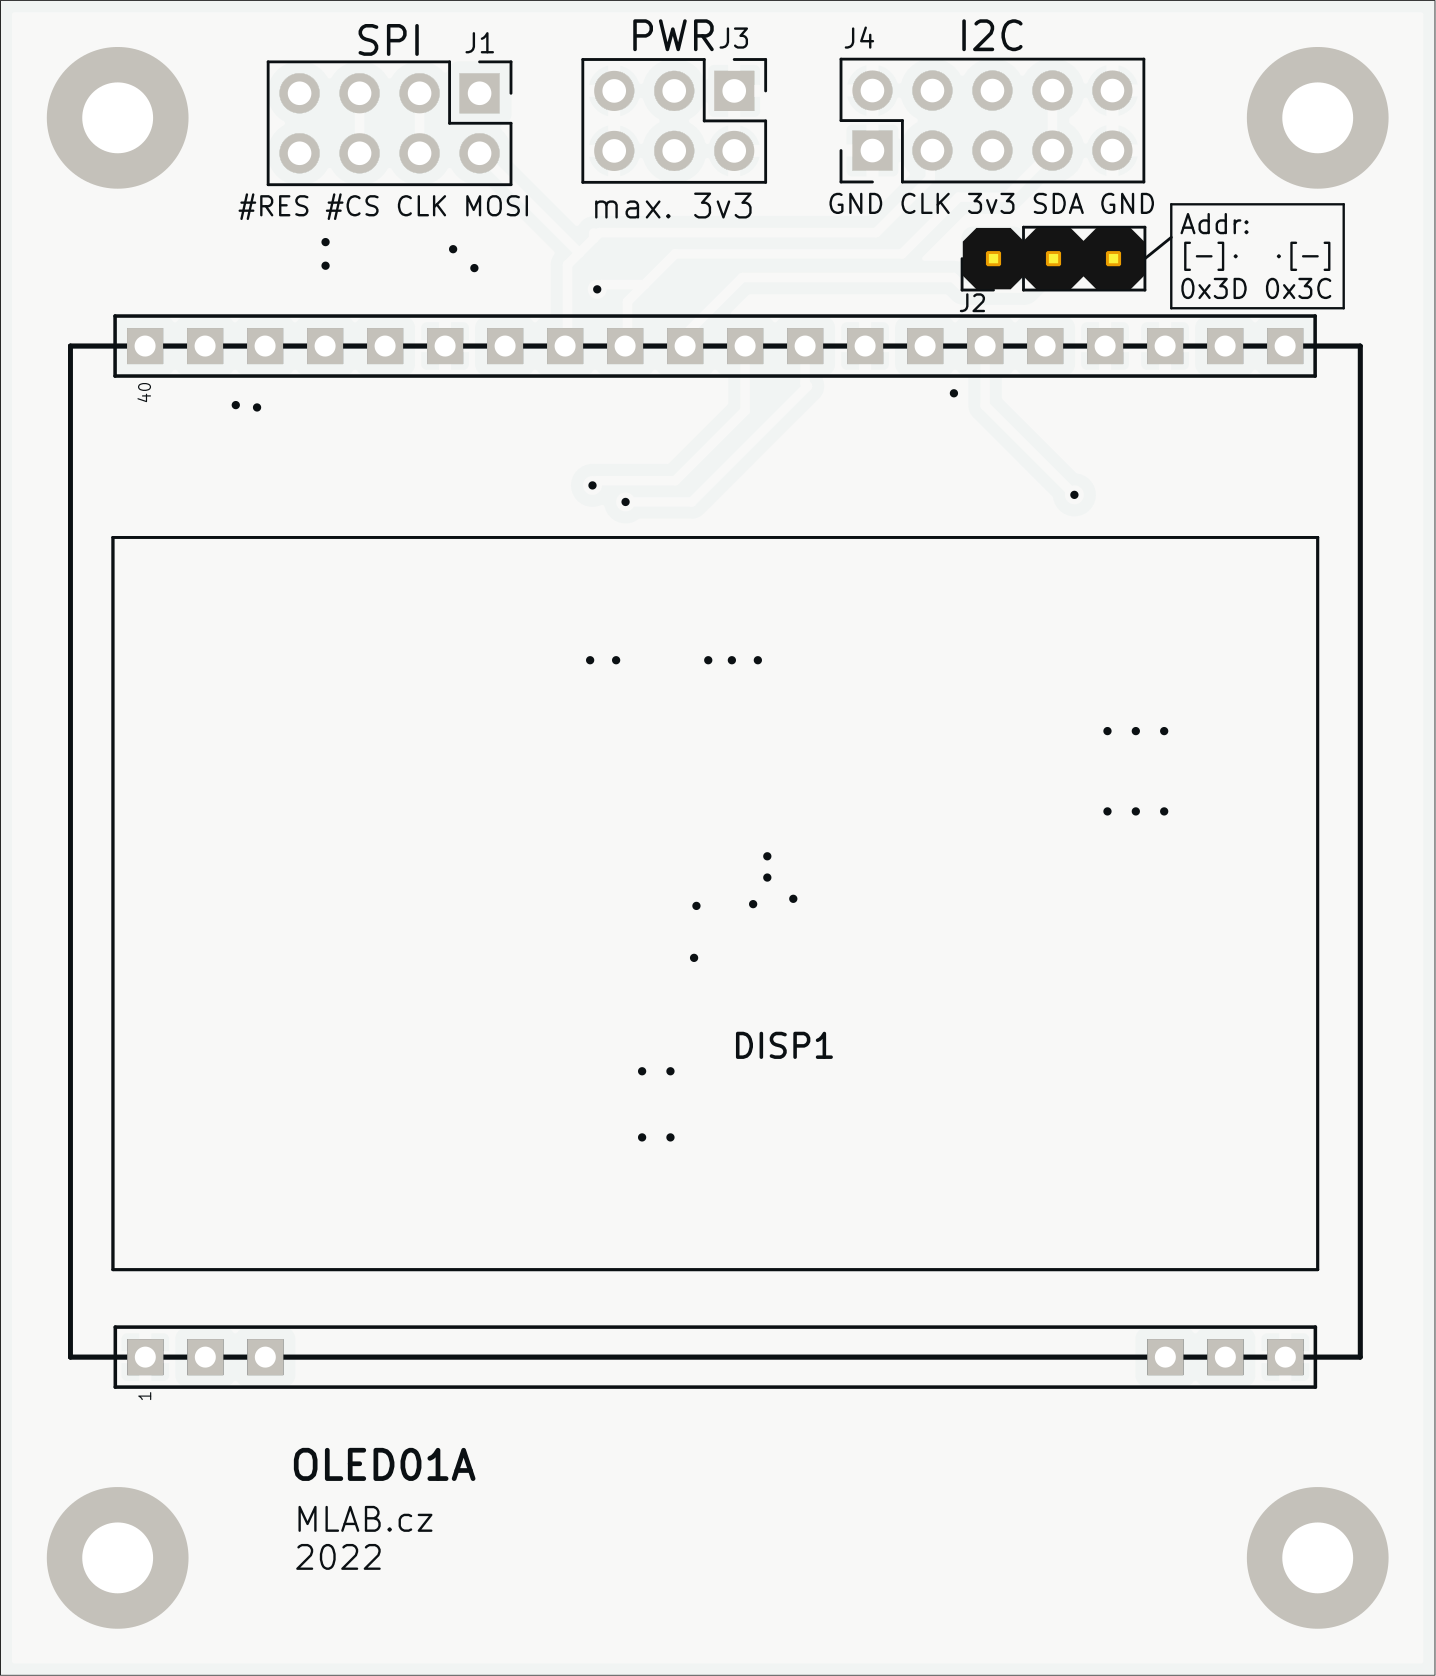 SPI J1 PWR J3 J4 I2C
#RES #CS CLK MOSI max. 3v3 GND CLK 3v3 SDA GND
Addr:
[-]· ·[-]
0x3D 0x3C
J2
40
DISP1
1
OLED01A
MLAB.cz
2022